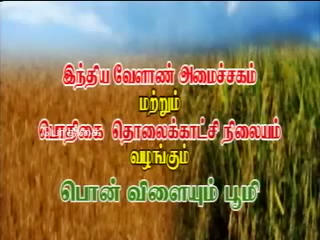 இந்திய வேளாண் அமைச்சகம்
மற்றும்
பொதிகை தொலைக்காட்சி நிலையம்
வழங்கும்
பொன் விளையும் பூமி